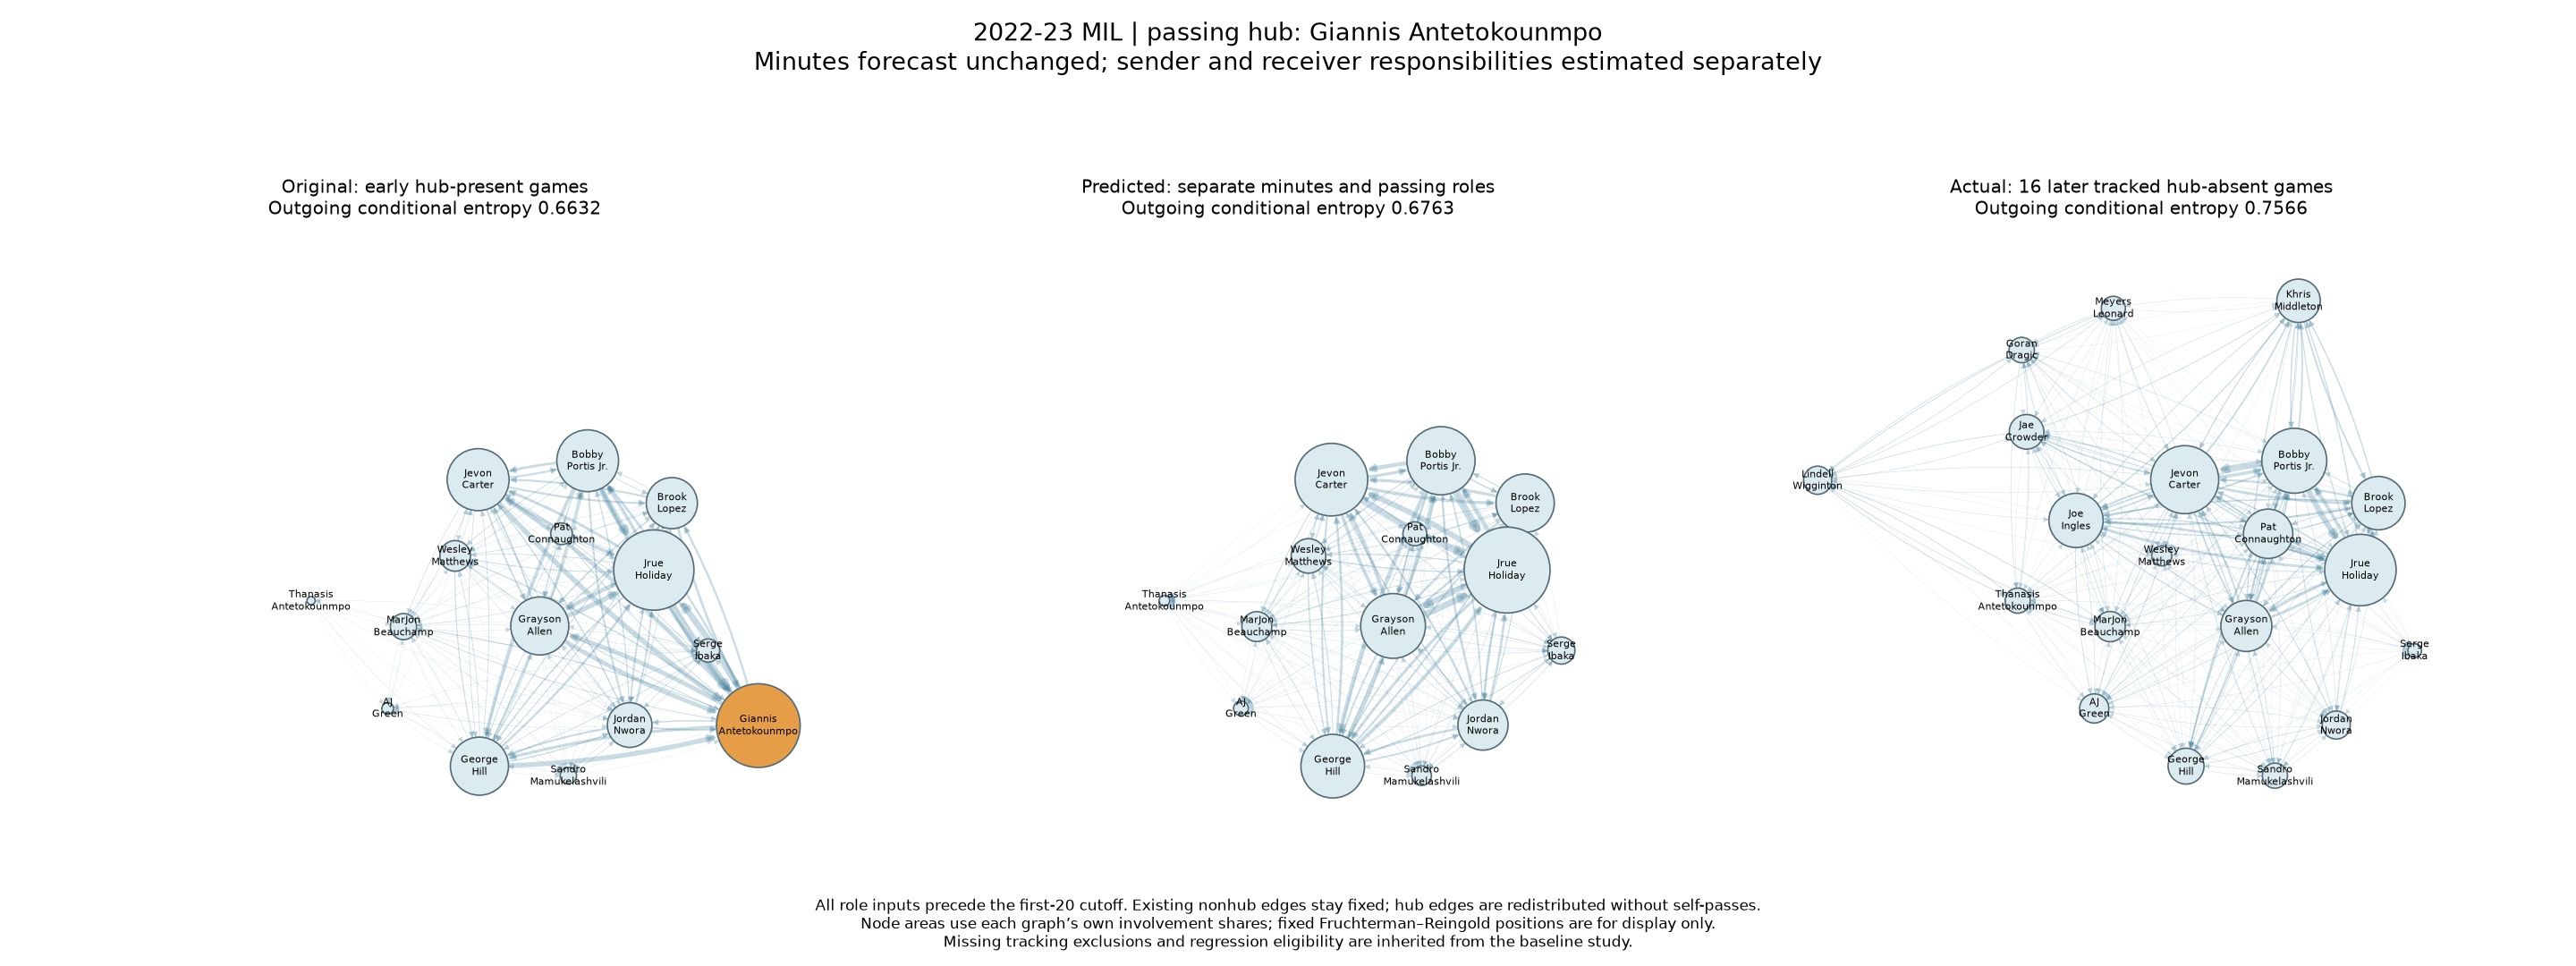 2022-23 MIL | passing hub: Giannis Antetokounmpo
Minutes forecast unchanged; sender and receiver responsibilities estimated separately
Original: early hub-present games
Outgoing conditional entropy 0.6632
Bobby
Portis Jr.
Jevon
Carter
Brook
Lopez
Pat
Connaughton
Wesley
Matthews
Jrue
Holiday
Thanasis
Antetokounmpo
MarJon
Beauchamp
Grayson
Allen
Serge
Ibaka
AJ
Green
Jordan
Nwora
Giannis
Antetokounmpo
George
Hill
Sandro
Mamukelashvili
Predicted: separate minutes and passing roles
Outgoing conditional entropy 0.6763
Bobby
Portis Jr.
Jevon
Carter
Brook
Lopez
Pat
Connaughton
Wesley
Matthews
Jrue
Holiday
Thanasis
Antetokounmpo
MarJon
Beauchamp
Grayson
Allen
Serge
Ibaka
AJ
Green
Jordan
Nwora
George
Hill
Sandro
Mamukelashvili
Actual: 16 later tracked hub-absent games
Outgoing conditional entropy 0.7566
Khris
Middleton
Meyers
Leonard
Goran
Dragic
Jae
Crowder
Lindell
Wigginton
Bobby
Portis Jr.
Jevon
Carter
Brook
Lopez
Joe
Ingles
Pat
Connaughton
Wesley
Matthews
Jrue
Holiday
Thanasis
Antetokounmpo
MarJon
Beauchamp
Grayson
Allen
Serge
Ibaka
AJ
Green
Jordan
Nwora
George
Hill
Sandro
Mamukelashvili
All role inputs precede the first-20 cutoff. Existing nonhub edges stay fixed; hub edges are redistributed without self-passes.
Node areas use each graph’s own involvement shares; fixed Fruchterman–Reingold positions are for display only.
Missing tracking exclusions and regression eligibility are inherited from the baseline study.